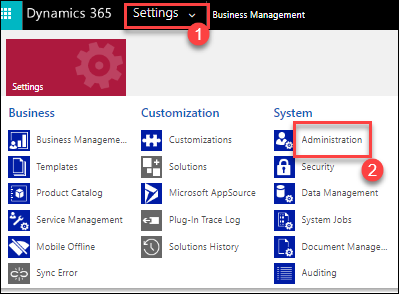 Dynamics 365 Settings Business Management
1
Settings
Business Customization System
Business Manageme... Customizations Administration
2
Templates Solutions Security
Product Catalog Microsoft AppSource Data Management
Service Management Plug-In Trace Log System Jobs
Mobile Offline Solutions History Document Manage...
Sync Error Auditing